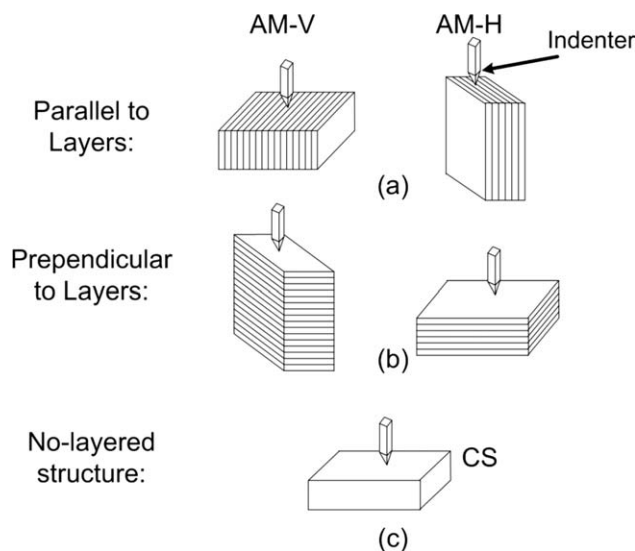 AM-V
AM-H
Indenter
Parallel to
Layers:
(a)
Prependicular
to Layers:
(b)
No-layered
structure:
CS
(c)